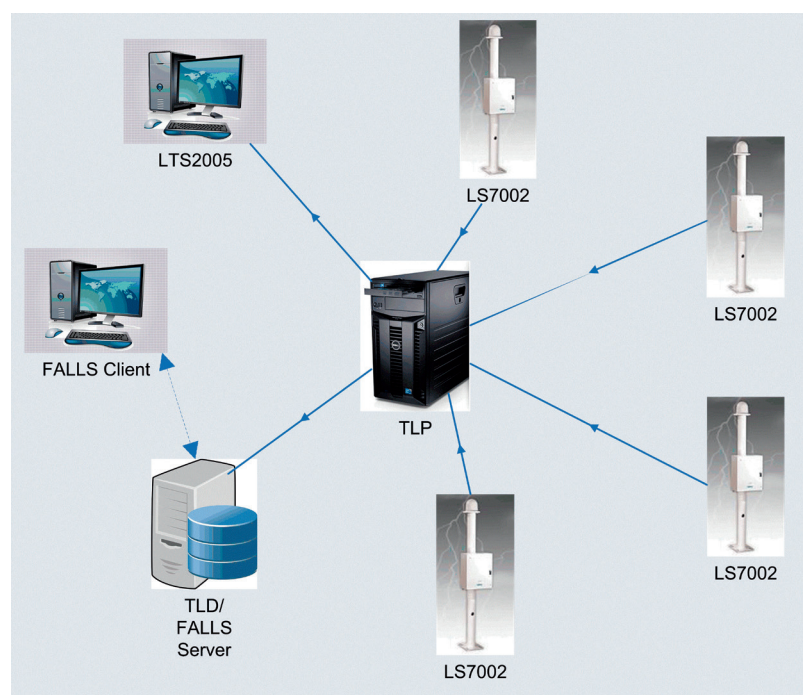 LTS2005
LS7002
LS7002
FALLS Client
TLP
LS7002
TLD/
FALLS
Server
LS7002